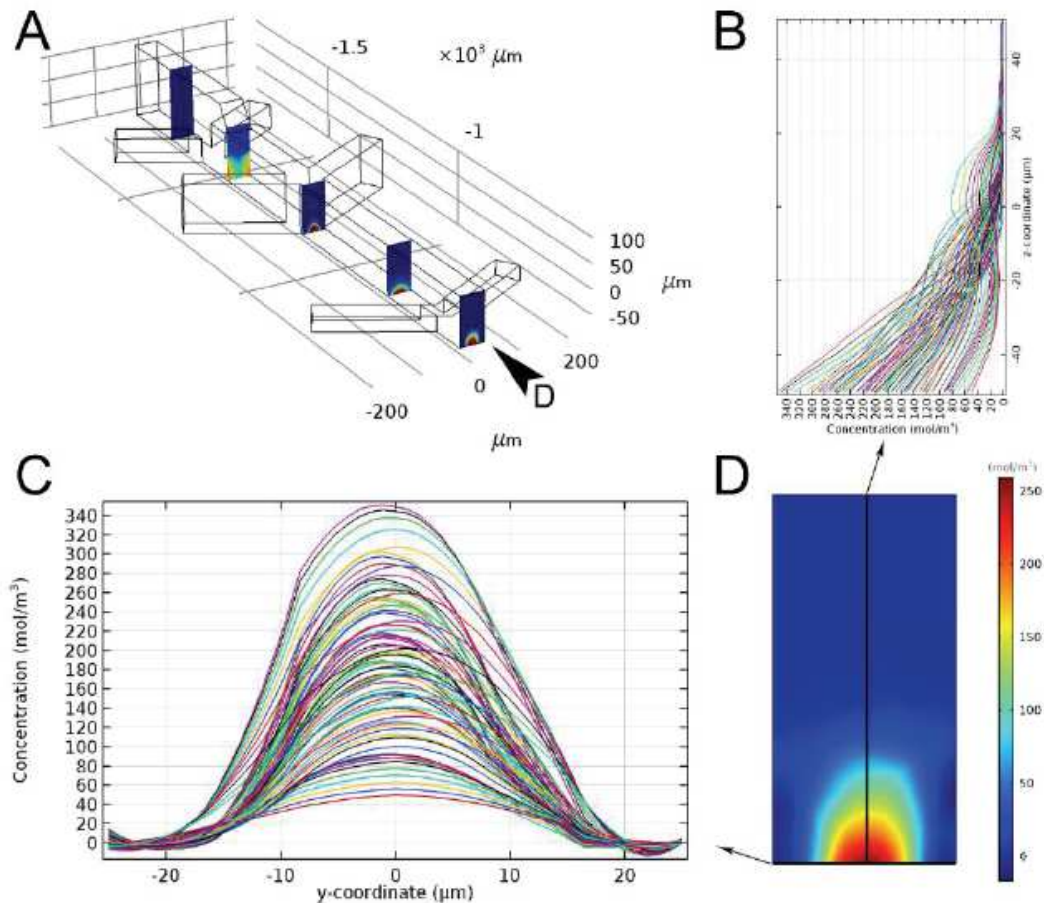 A
-1.5
×10³ μm
-1
100
50
0
-50
μm
200
0
D
-200
μm
B
40
20
0
-20
-40
z-coordinate (μm)
340 320 300 280 260 240 220 200 180 160 140 120 100 80 60 40 20 0
Concentration (mol/m³)
C
340
320
300
280
260
240
220
200
180
160
140
120
100
80
60
40
20
0
Concentration (mol/m³)
-20 -10 0 10 20
y-coordinate (μm)
D
(mol/m³)
250
200
150
100
50
0